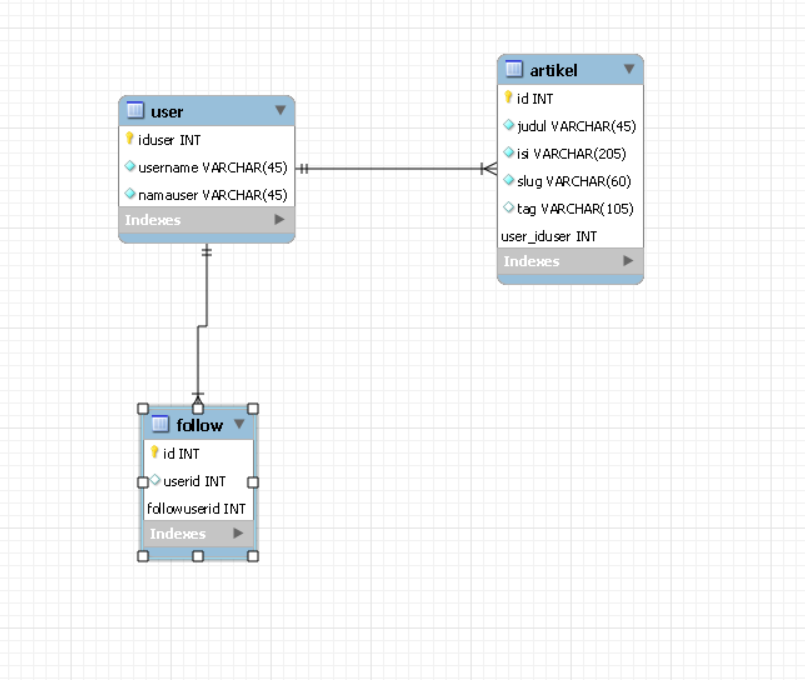 user
iduser INT
username VARCHAR(45)
namauser VARCHAR(45)
Indexes
artikel
id INT
judul VARCHAR(45)
isi VARCHAR(205)
slug VARCHAR(60)
tag VARCHAR(105)
user_iduser INT
Indexes
follow
id INT
userid INT
followuserid INT
Indexes